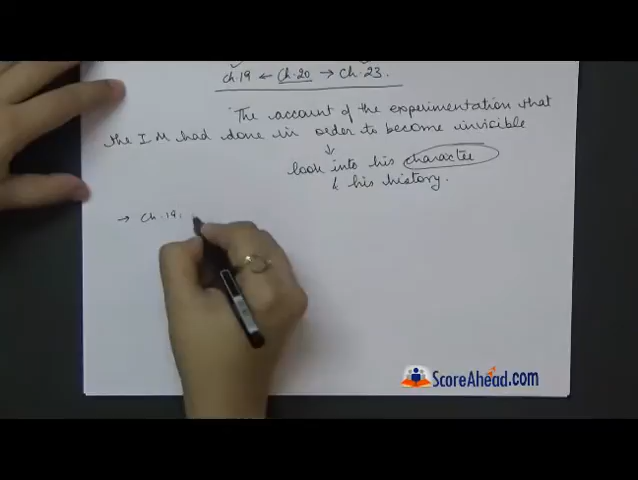 Ch.19 ← Ch.20 → Ch.23.
The account of the experimentation that
the I M had done in order to become invisible
↓
look into his character
& his history.
→ Ch.19:
ScoreAhead.com